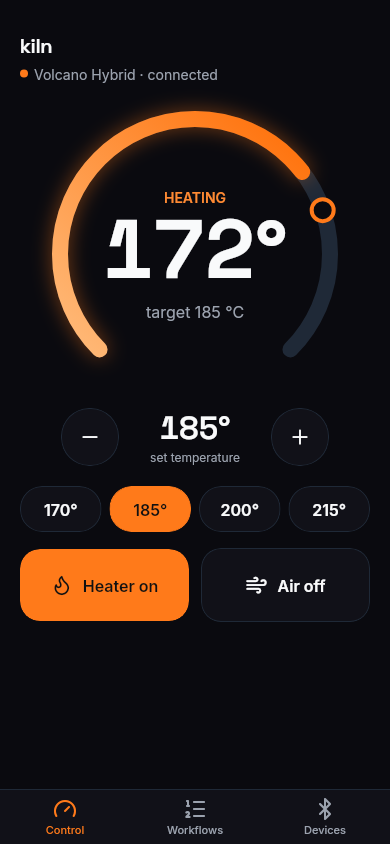 kiln
Volcano Hybrid · connected
HEATING
172°
target 185 °C
185°
set temperature
170° 185° 200° 215°
Heater on Air off
Control Workflows Devices